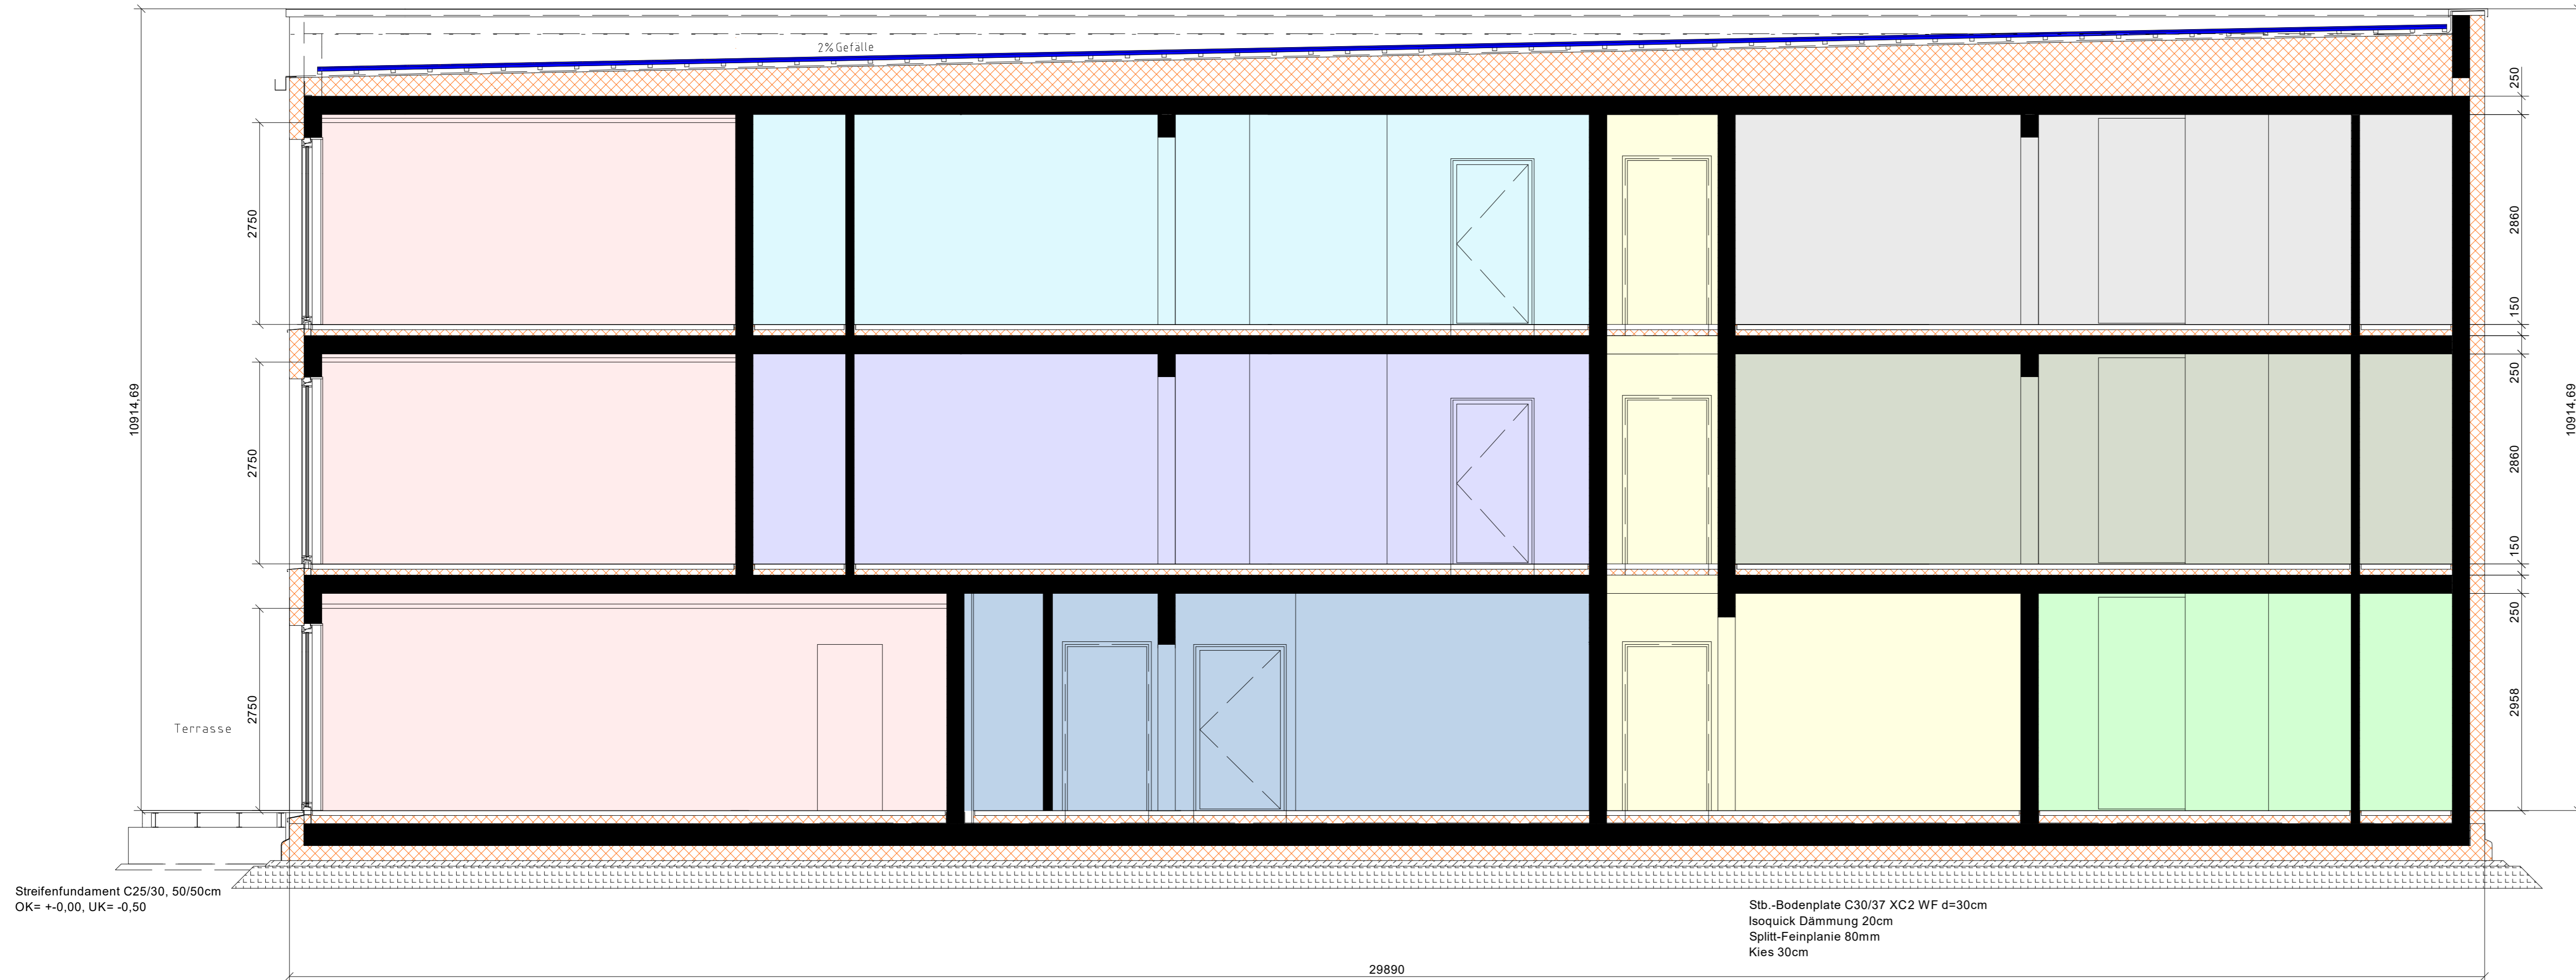 2% Gefälle
250
2750
2860
150
10914,69
10914,69
250
2750
2860
150
250
2750
2958
Terrasse
Streifenfundament C25/30, 50/50cm
OK= +-0,00, UK= -0,50
Stb.-Bodenplate C30/37 XC2 WF d=30cm
Isoquick Dämmung 20cm
Splitt-Feinplanie 80mm
Kies 30cm
29890